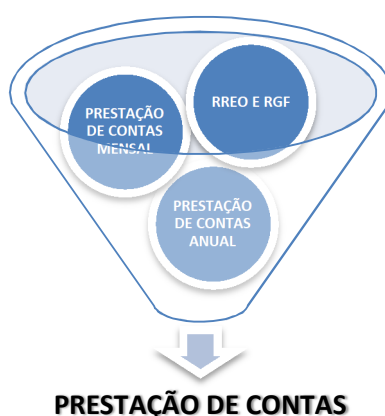 RREO E RGF
PRESTAÇÃO
DE CONTAS
MENSAL
PRESTAÇÃO
DE CONTAS
ANUAL
PRESTAÇÃO DE CONTAS